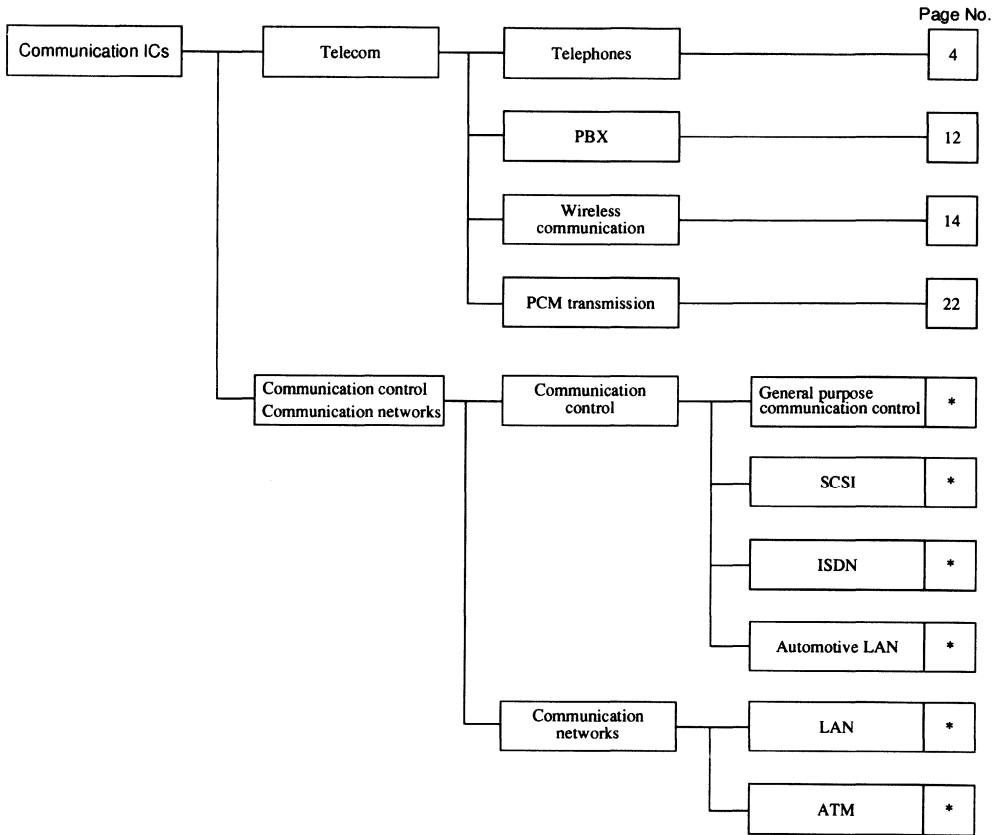 Page No.
Communication ICs
Telecom
Telephones
4
PBX
12
Wireless
communication
14
PCM transmission
22
Communication control
Communication networks
Communication
control
General purpose
communication control
*
SCSI
*
ISDN
*
Automotive LAN
*
Communication
networks
LAN
*
ATM
*